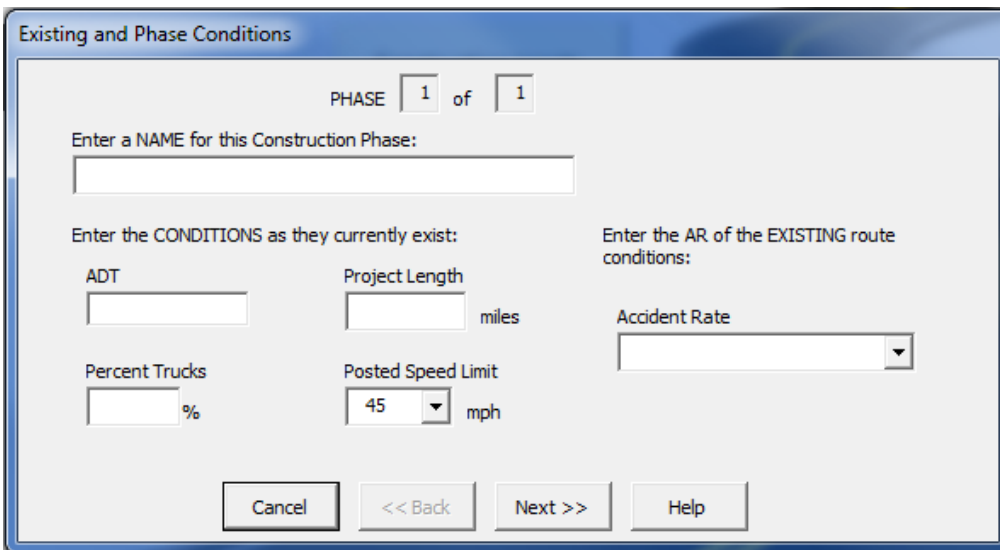 Existing and Phase Conditions
PHASE 1 of 1
Enter a NAME for this Construction Phase:
Enter the CONDITIONS as they currently exist:
Enter the AR of the EXISTING route
conditions:
ADT
Project Length
miles
Accident Rate
Percent Trucks
%
Posted Speed Limit
45 mph
Cancel
<< Back
Next >>
Help